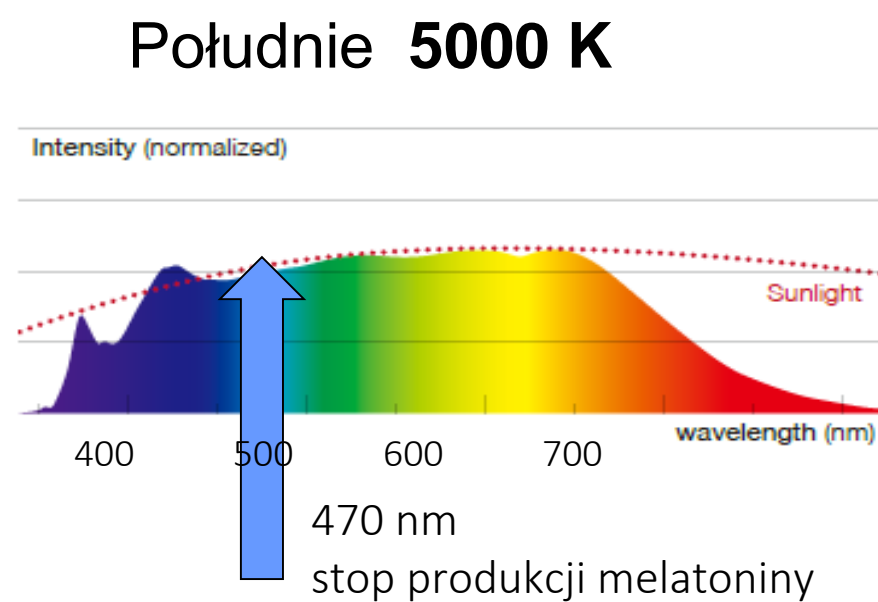 Południe 5000 K
Intensity (normalized)
Sunlight
wavelength (nm)
400 500 600 700
470 nm
stop produkcji melatoniny